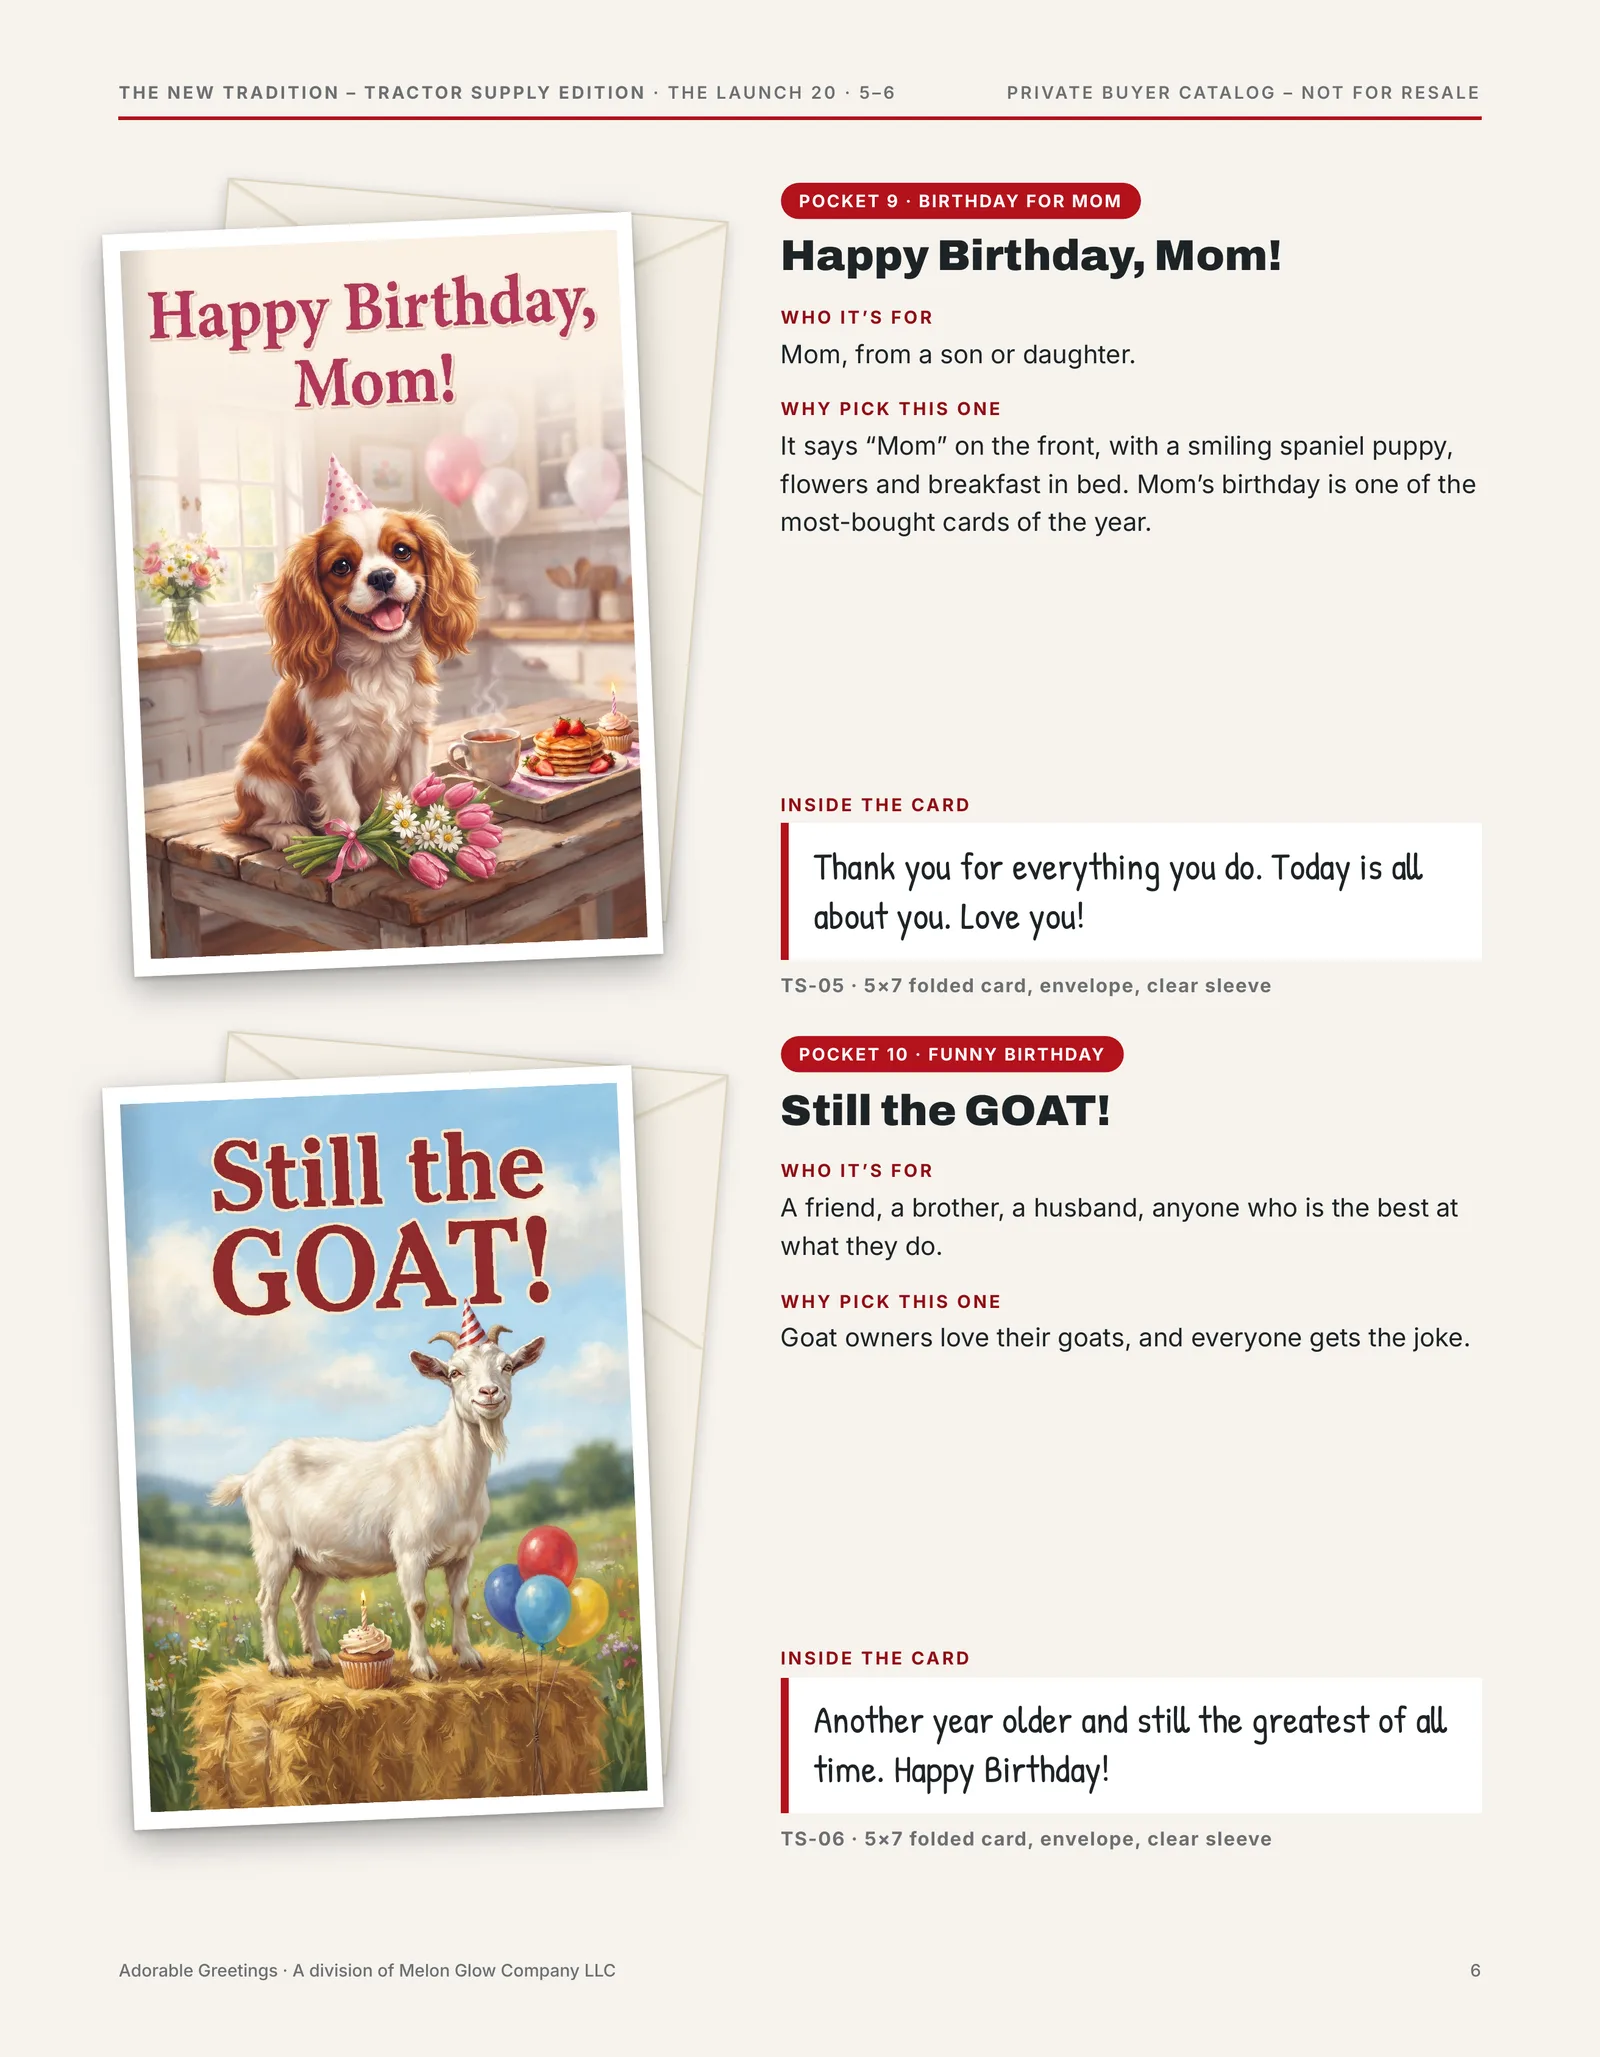 THE NEW TRADITION – TRACTOR SUPPLY EDITION · THE LAUNCH 20 · 5–6
PRIVATE BUYER CATALOG – NOT FOR RESALE
Happy Birthday,
Mom!
POCKET 9 · BIRTHDAY FOR MOM
Happy Birthday, Mom!
WHO IT’S FOR
Mom, from a son or daughter.
WHY PICK THIS ONE
It says “Mom” on the front, with a smiling spaniel puppy,
flowers and breakfast in bed. Mom’s birthday is one of the
most-bought cards of the year.
INSIDE THE CARD
Thank you for everything you do. Today is all
about you. Love you!
TS-05 · 5×7 folded card, envelope, clear sleeve
Still the
GOAT!
POCKET 10 · FUNNY BIRTHDAY
Still the GOAT!
WHO IT’S FOR
A friend, a brother, a husband, anyone who is the best at
what they do.
WHY PICK THIS ONE
Goat owners love their goats, and everyone gets the joke.
INSIDE THE CARD
Another year older and still the greatest of all
time. Happy Birthday!
TS-06 · 5×7 folded card, envelope, clear sleeve
Adorable Greetings · A division of Melon Glow Company LLC
6